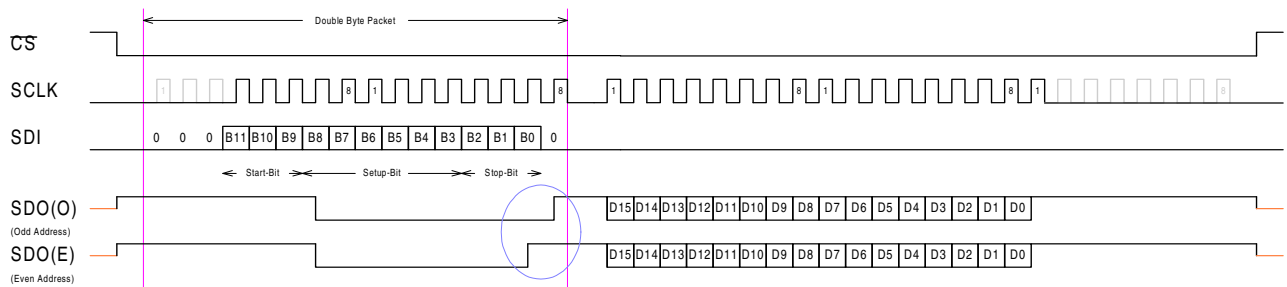 Double Byte Packet
CS
SCLK 1 8 1 8 1 8 1 8 1 8
SDI 0 0 0 B11 B10 B9 B8 B7 B6 B5 B4 B3 B2 B1 B0 0
Start-Bit Setup-Bit Stop-Bit
SDO(O) D15 D14 D13 D12 D11 D10 D9 D8 D7 D6 D5 D4 D3 D2 D1 D0
(Odd Address)
SDO(E) D15 D14 D13 D12 D11 D10 D9 D8 D7 D6 D5 D4 D3 D2 D1 D0
(Even Address)